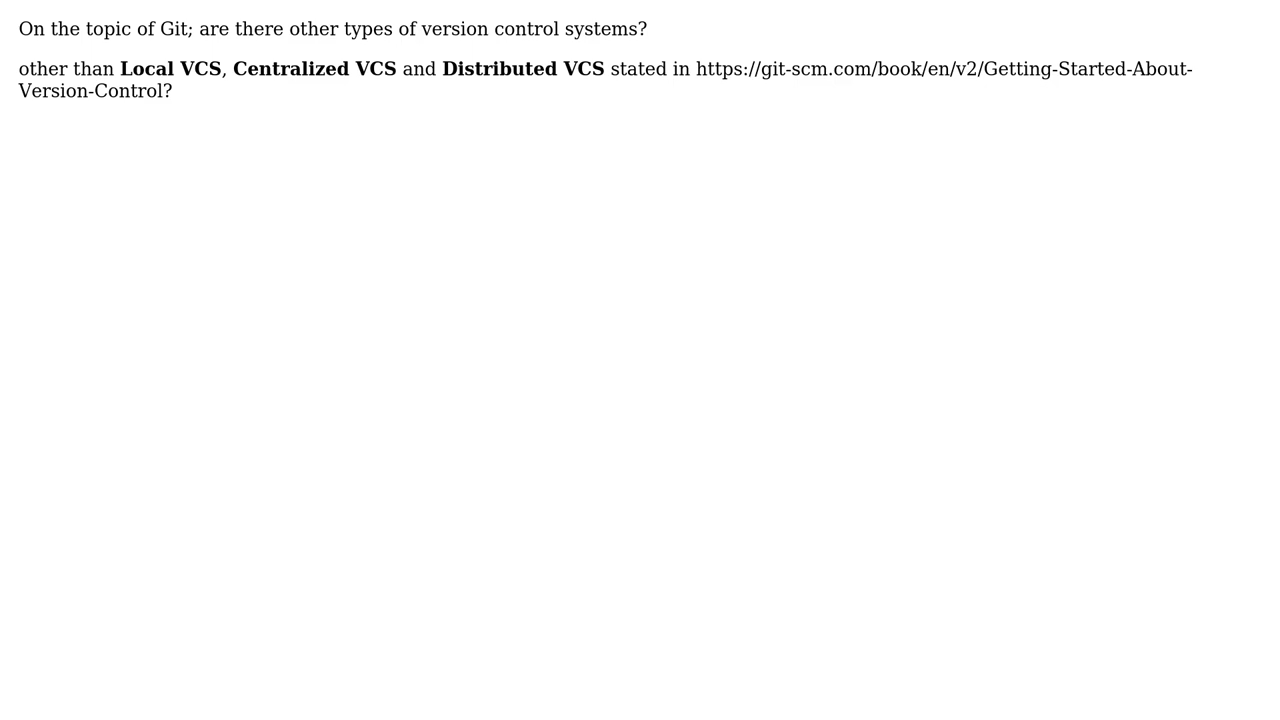 On the topic of Git; are there other types of version control systems?
other than Local VCS, Centralized VCS and Distributed VCS stated in https://git-scm.com/book/en/v2/Getting-Started-About-
Version-Control?